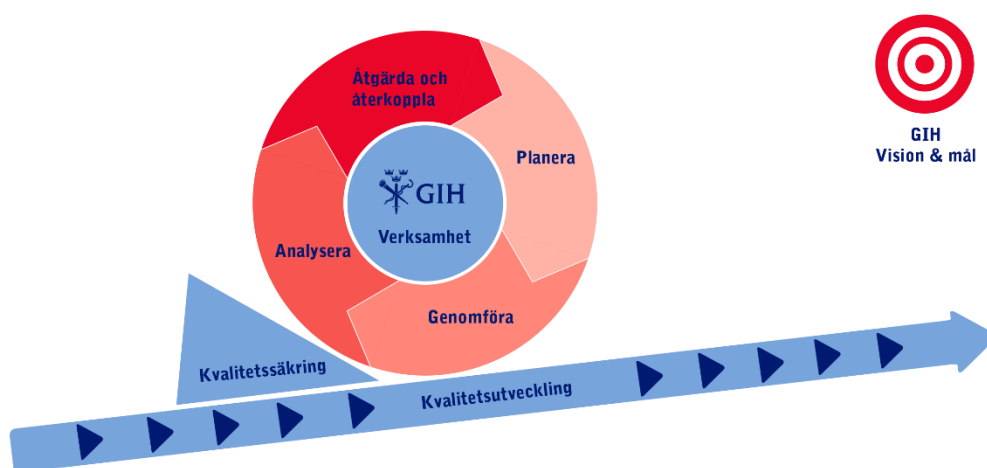 Åtgärda och
återkoppla
Planera
GIH
Verksamhet
Analysera
Genomföra
Kvalitetssäkring
Kvalitetsutveckling
GIH
Vision & mål